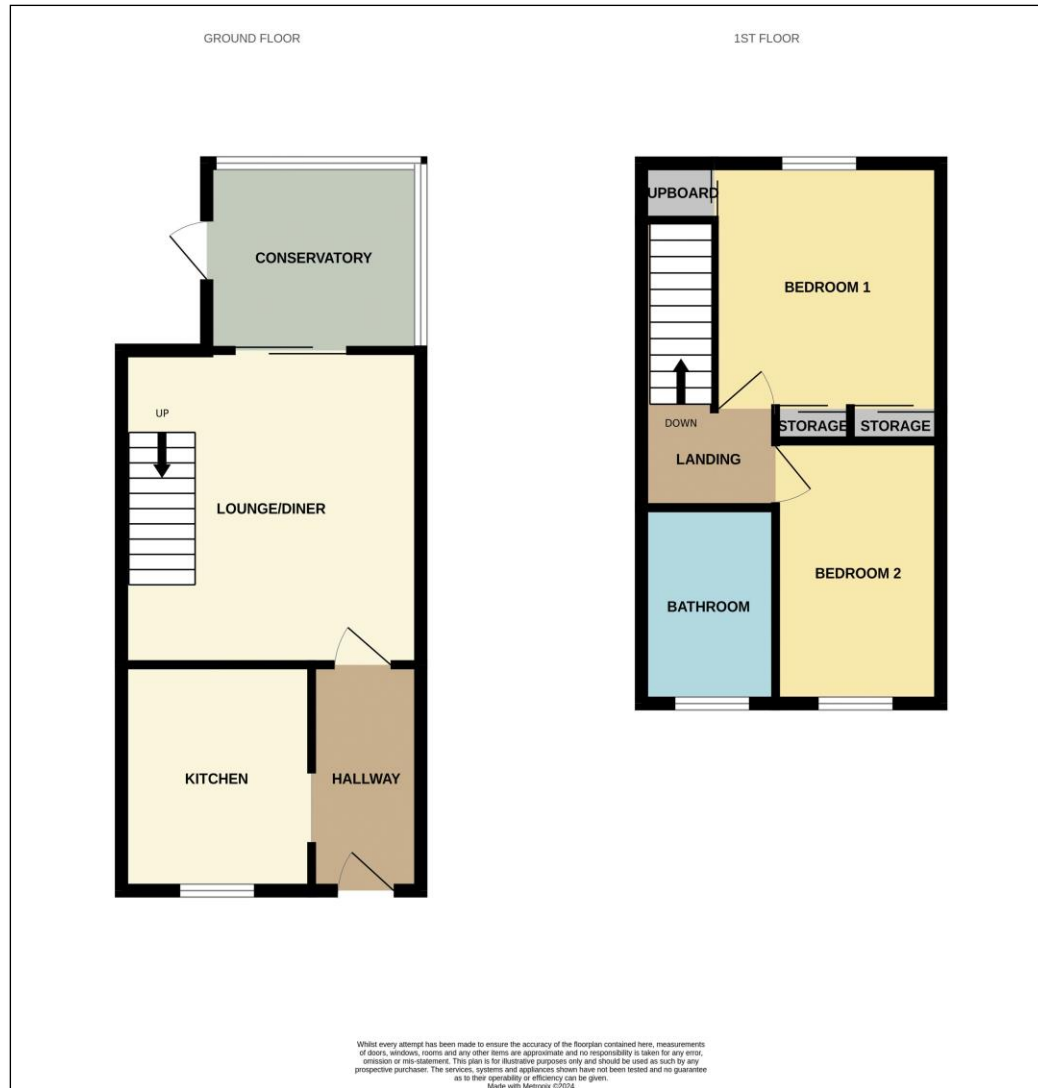 GROUND FLOOR
1ST FLOOR
CONSERVATORY
UP
LOUNGE/DINER
KITCHEN
HALLWAY
UPBOARD
BEDROOM 1
DOWN
STORAGE
STORAGE
LANDING
BEDROOM 2
BATHROOM
Whilst every attempt has been made to ensure the accuracy of the floorplan contained here, measurements
of doors, windows, rooms and any other items are approximate and no responsibility is taken for any error,
omission or mis-statement. This plan is for illustrative purposes only and should be used as such by any
prospective purchaser. The services, systems and appliances shown have not been tested and no guarantee
as to their operability or efficiency can be given.
Made with Metropix ©2024